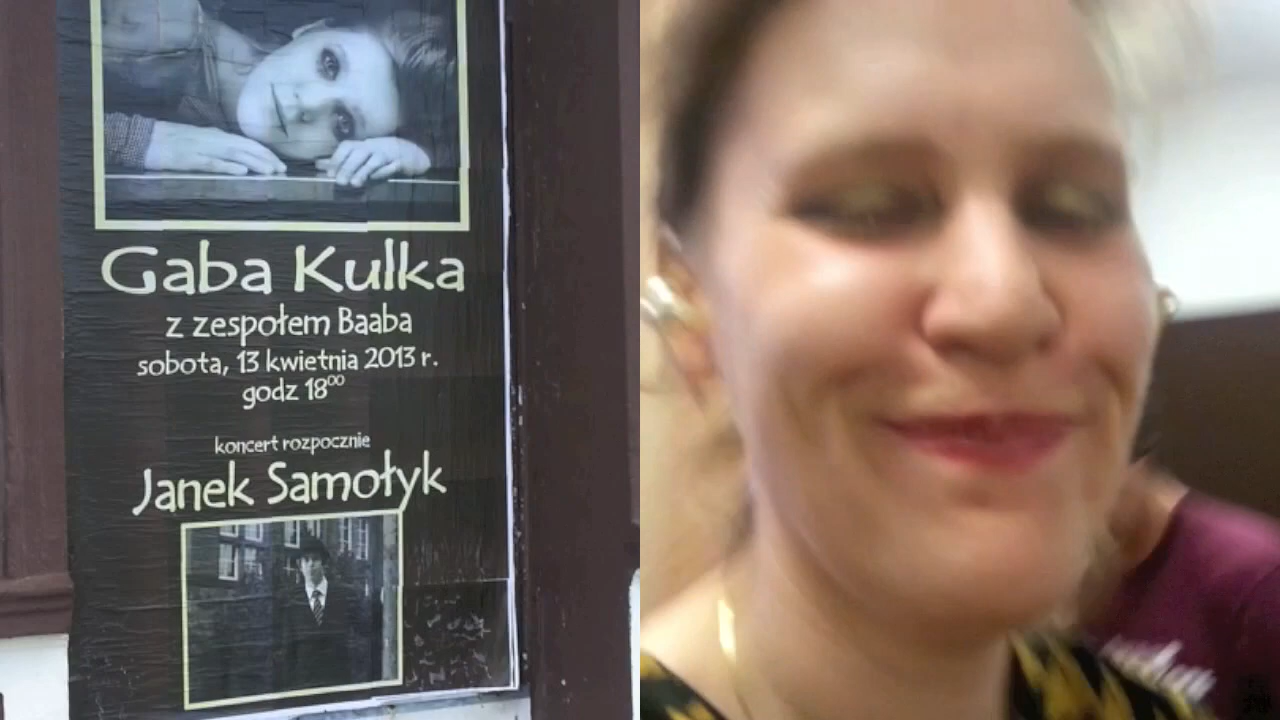 Gaba Kulka
z zespołem Baaba
sobota, 13 kwietnia 2013 r.
godz 18⁰⁰
koncert rozpocznie
Janek Samołyk